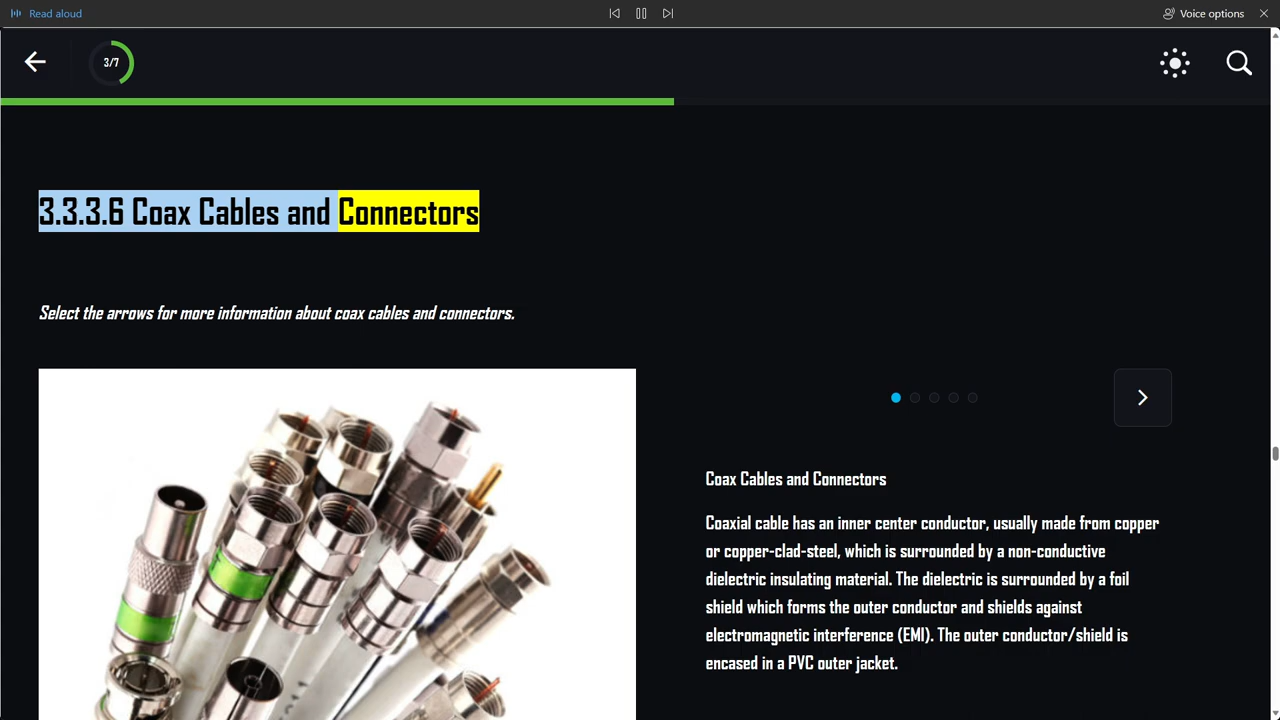 Read aloud
Voice options
3/7
3.3.3.6 Coax Cables and Connectors
Select the arrows for more information about coax cables and connectors.
Coax Cables and Connectors
Coaxial cable has an inner center conductor, usually made from copper
or copper-clad-steel, which is surrounded by a non-conductive
dielectric insulating material. The dielectric is surrounded by a foil
shield which forms the outer conductor and shields against
electromagnetic interference (EMI). The outer conductor/shield is
encased in a PVC outer jacket.